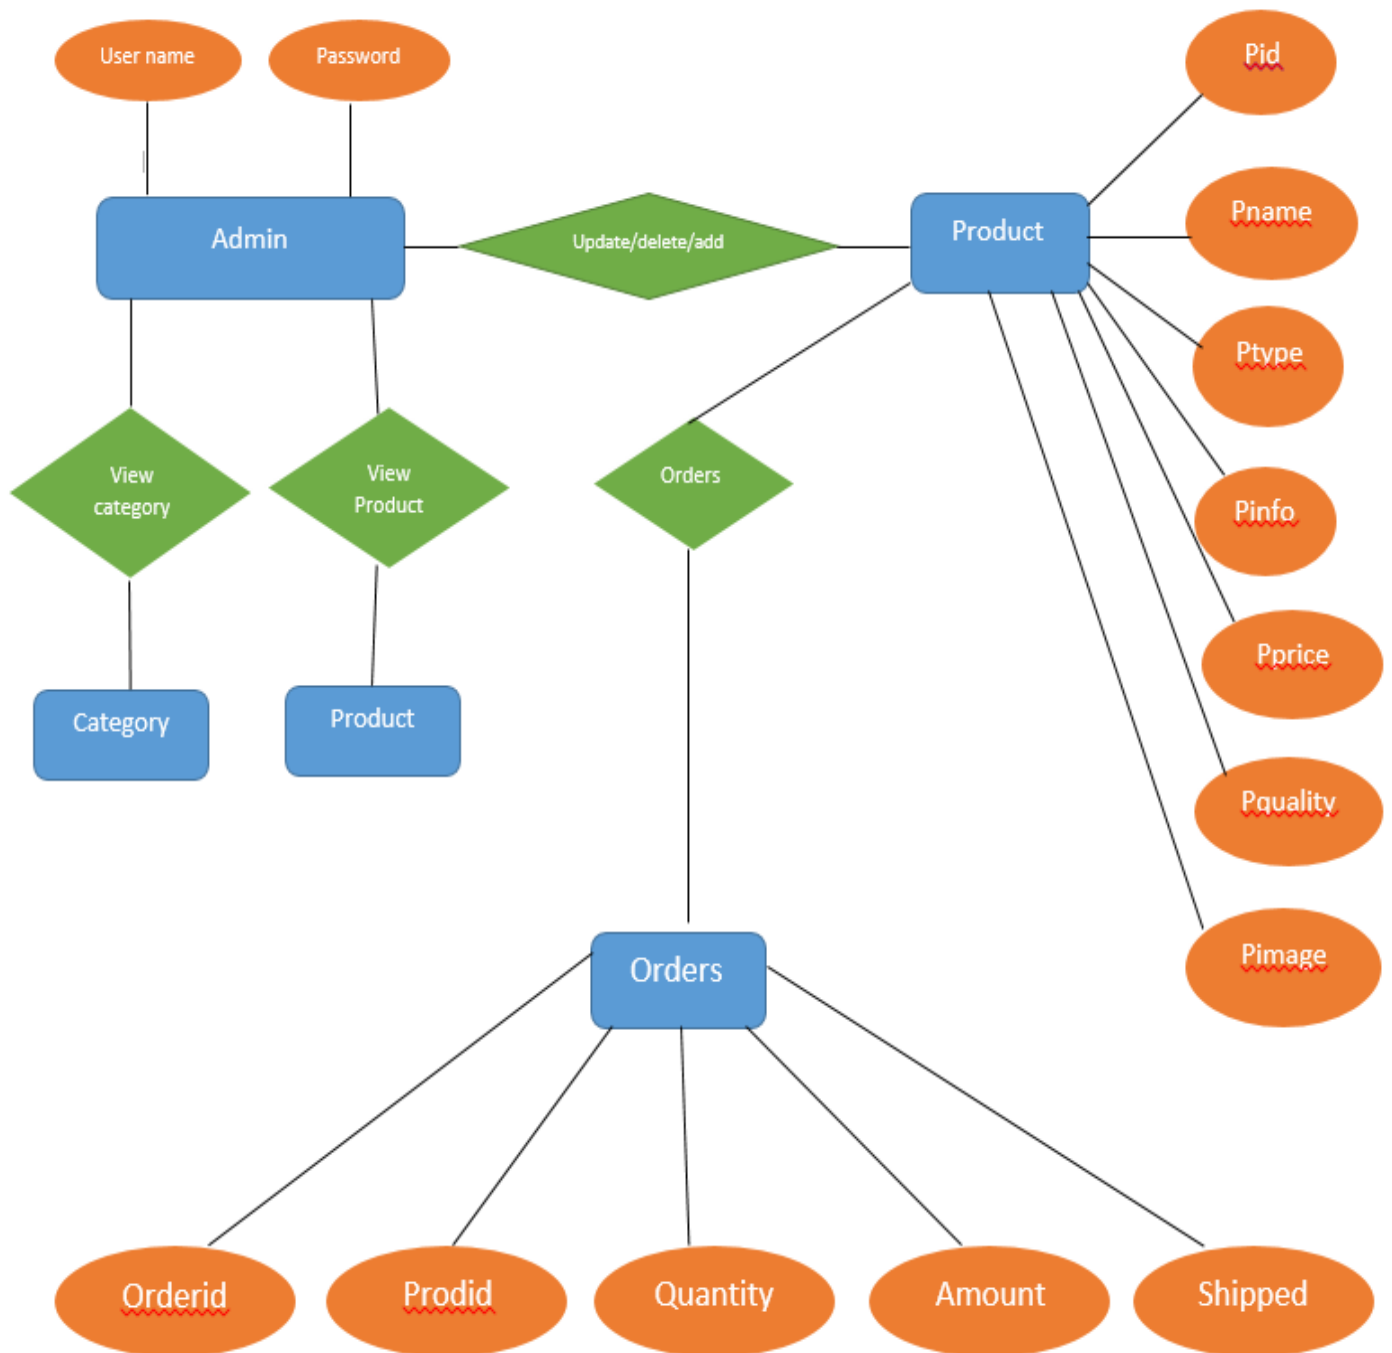 User name
Password
Pid
Pname
Admin
Update/delete/add
Product
Ptype
View
category
View
Product
Orders
Pinfo
Pprice
Category
Product
Pquality
Orders
Pimage
Orderid
Prodid
Quantity
Amount
Shipped